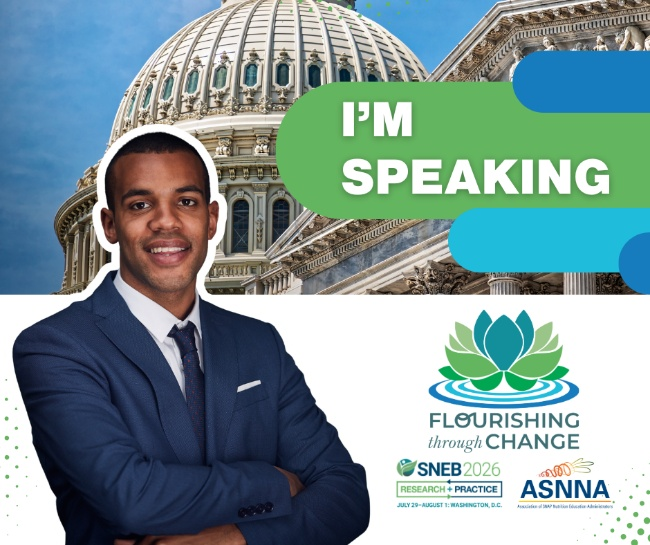 I'M
SPEAKING
FLOURISHING
through CHANGE
SNEB2026
RESEARCH + PRACTICE
JULY 29–AUGUST 1: WASHINGTON, D.C.
ASNNA
Association of SNAP Nutrition Education Administrators